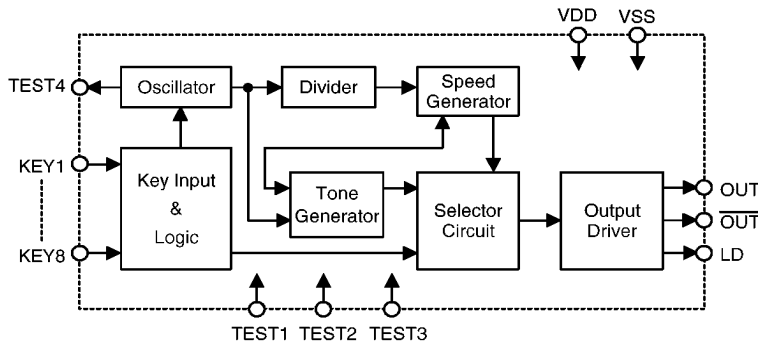 VDD VSS
TEST4
Oscillator
Divider
Speed
Generator
KEY1
KEY8
Key Input
&
Logic
Tone
Generator
Selector
Circuit
Output
Driver
OUT
OUT
LD
TEST1 TEST2 TEST3